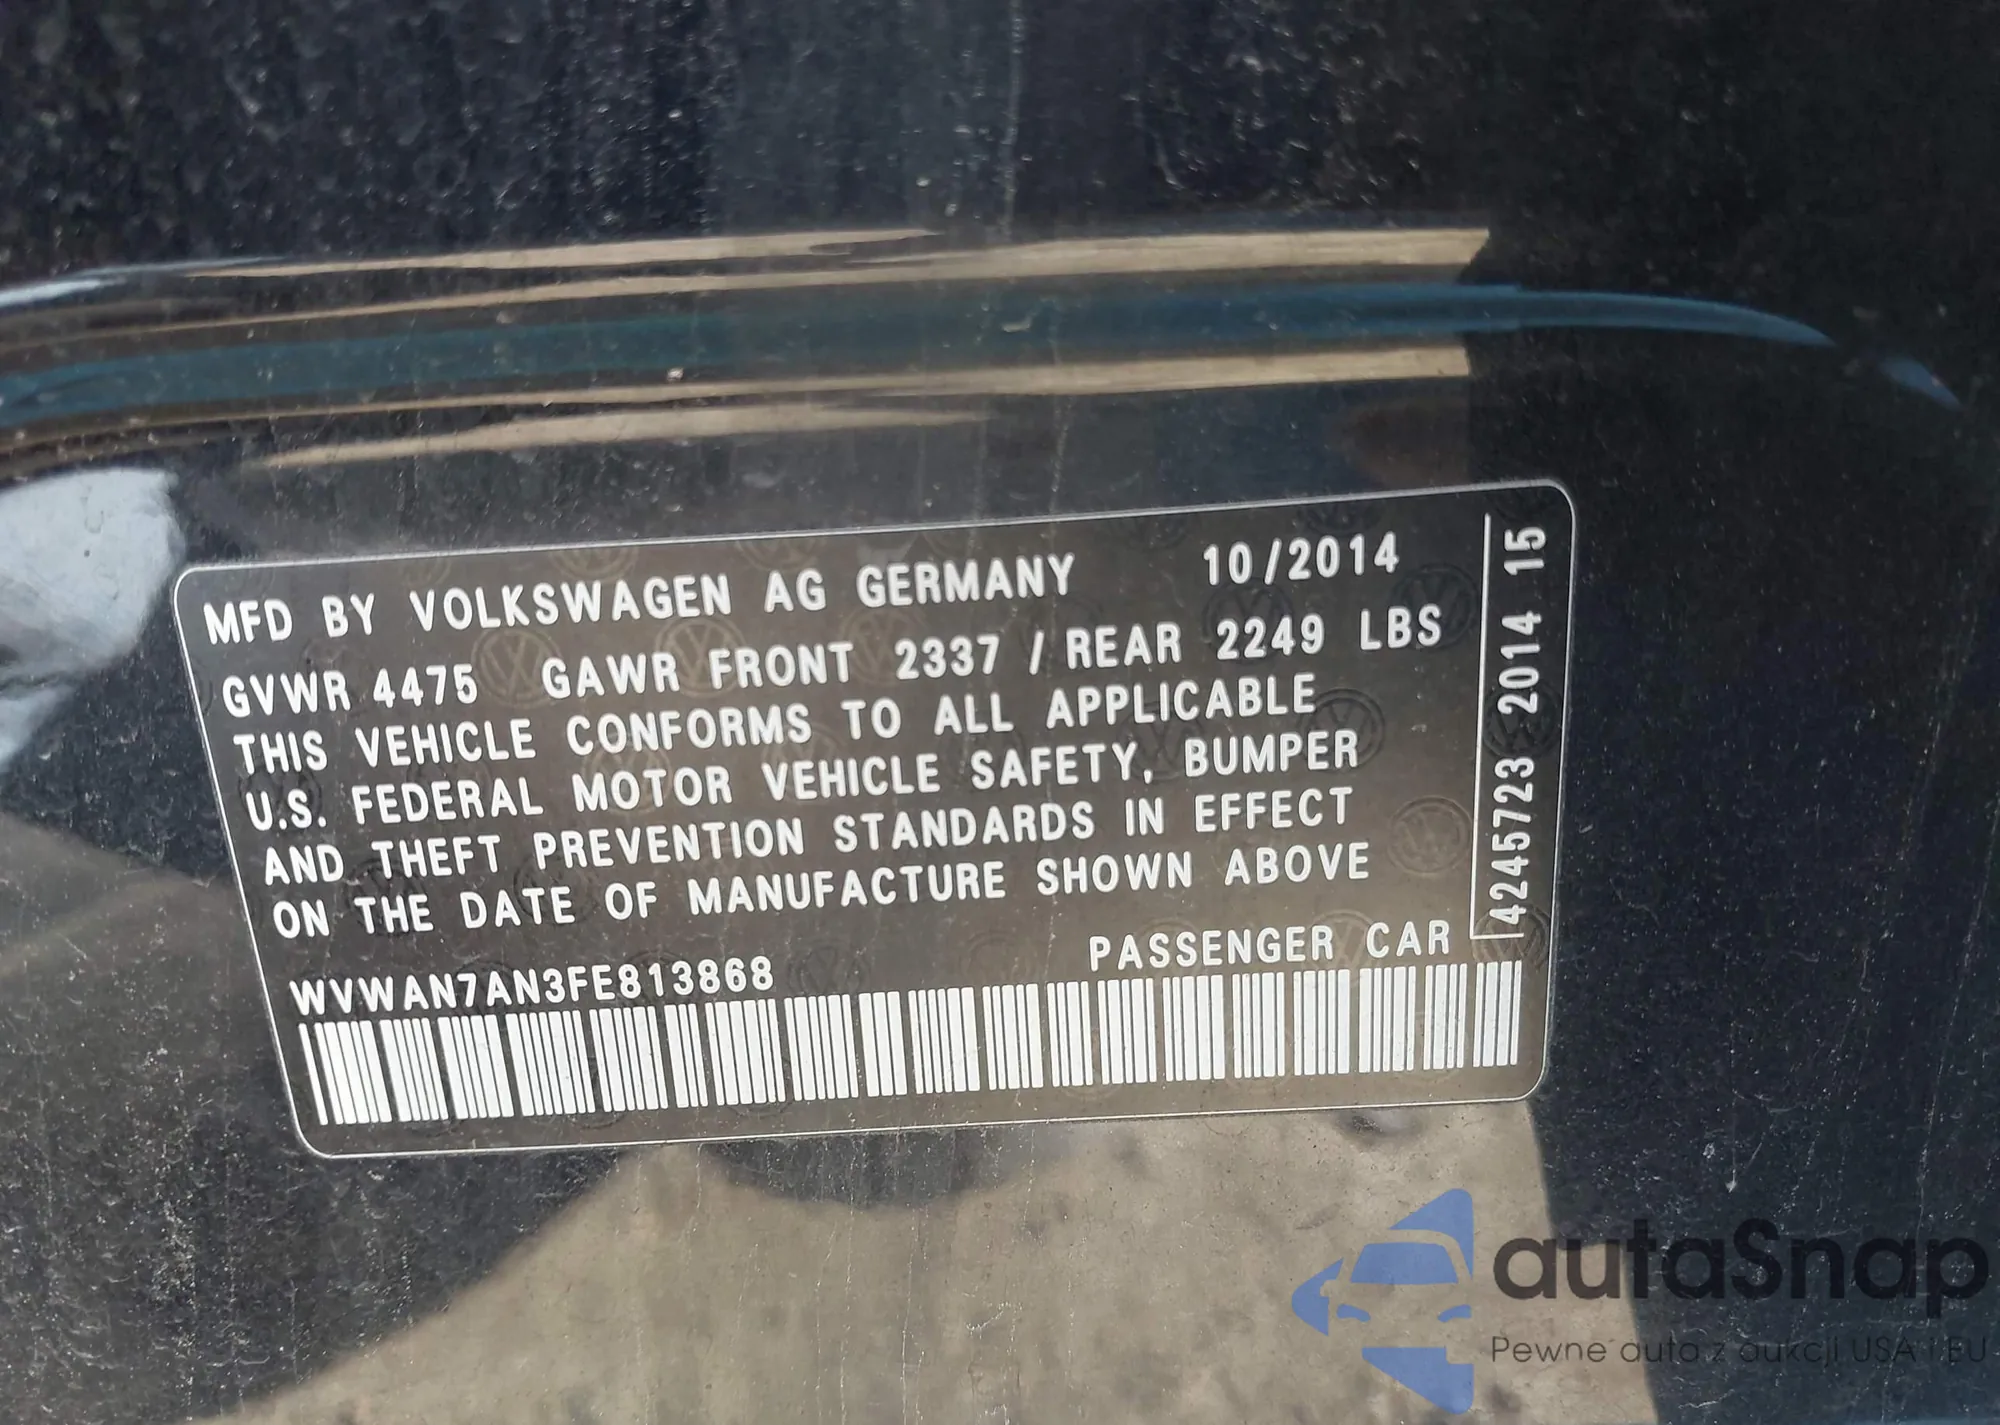 MFD BY VOLKSWAGEN AG GERMANY 10/2014
GVWR 4475 GAWR FRONT 2337 / REAR 2249 LBS
THIS VEHICLE CONFORMS TO ALL APPLICABLE
U.S. FEDERAL MOTOR VEHICLE SAFETY, BUMPER
AND THEFT PREVENTION STANDARDS IN EFFECT
ON THE DATE OF MANUFACTURE SHOWN ABOVE
WVWAN7AN3FE813868 PASSENGER CAR
42457723 2014 15
autaSnap
Pewne auta z aukcji USA i EU